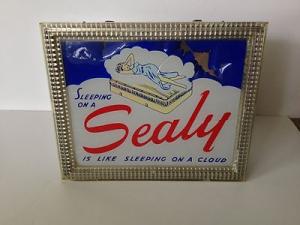 SLEEPING
ON A
Sealy
IS LIKE SLEEPING ON A CLOUD